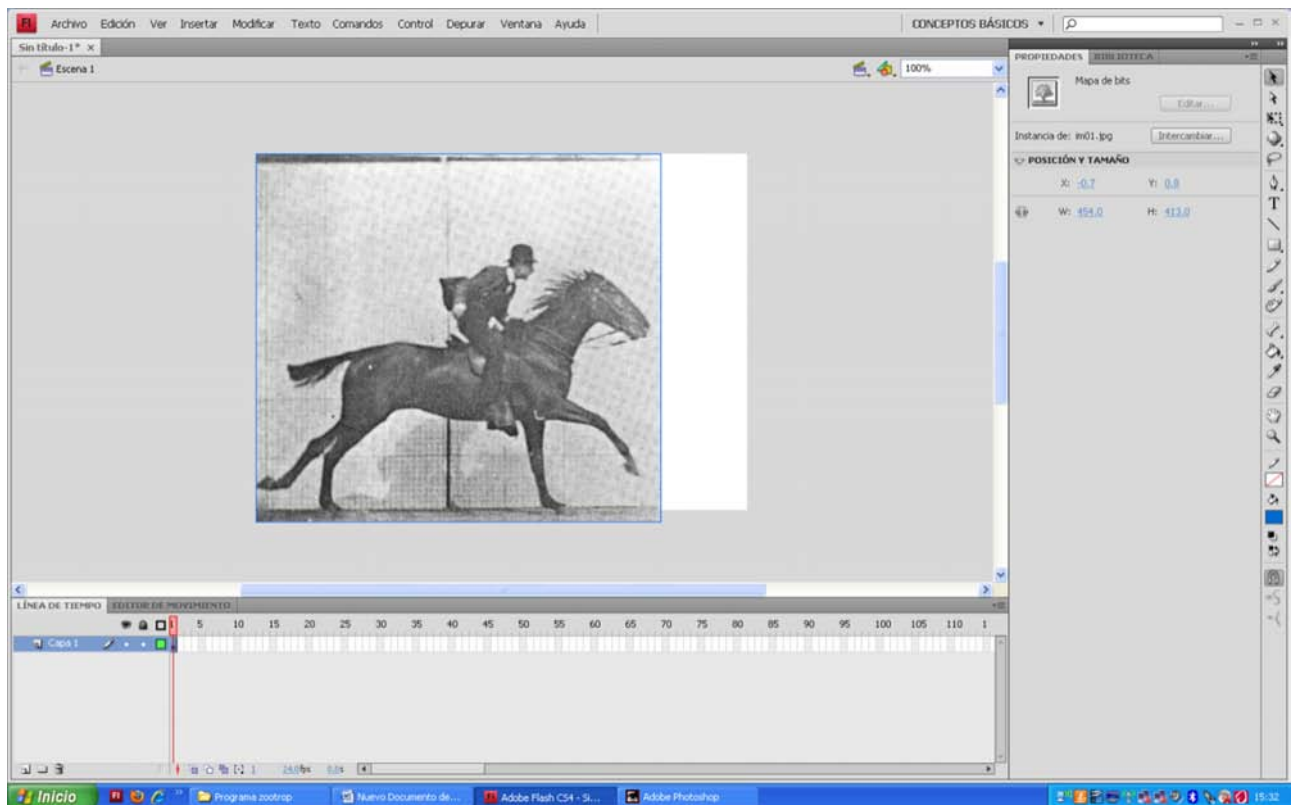 FL Archivo Edición Ver Insertar Modificar Texto Comandos Control Depurar Ventana Ayuda CONCEPTOS BÁSICOS
Sin título-1* x
Escena 1 100%
PROPIEDADES BIBLIOTECA
Mapa de bits
Editar...
Instancia de: im01.jpg Intercambiar...
POSICIÓN Y TAMAÑO
X: -0.7 Y: 0.8
W: 454.0 H: 413.0
LÍNEA DE TIEMPO EDITOR DE MOVIMIENTO
5 10 15 20 25 30 35 40 45 50 55 60 65 70 75 80 85 90 95 100 105 110 1
Capa 1
1 24.0fps 0.0s
Inicio Programa zootrop Nuevo Documento de... Adobe Flash CS4 - Si... Adobe Photoshop 15:32